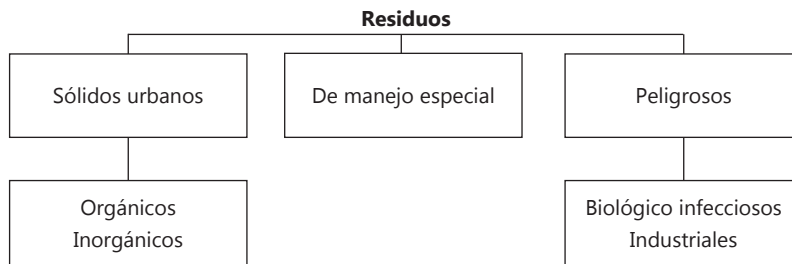 Residuos
Sólidos urbanos
De manejo especial
Peligrosos
Orgánicos
Inorgánicos
Biológico infecciosos
Industriales